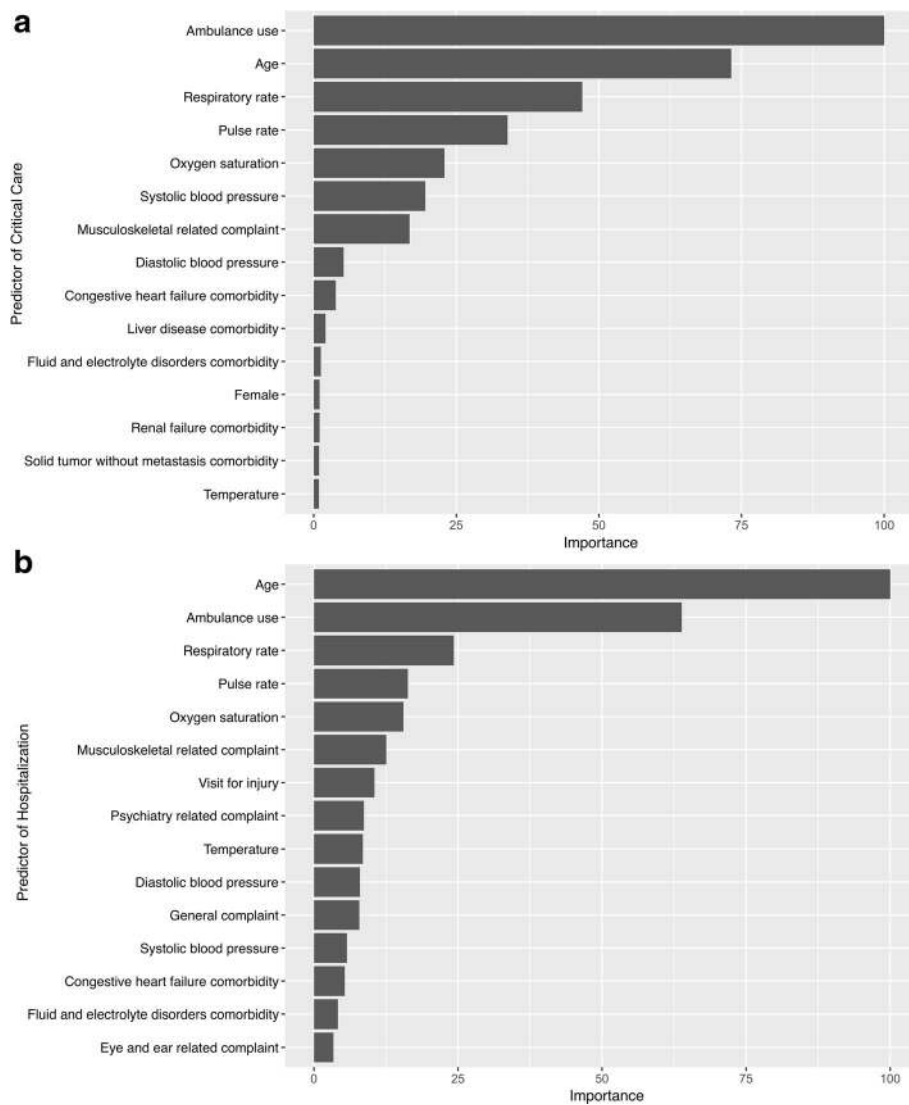 a
Predictor of Critical Care
Ambulance use
Age
Respiratory rate
Pulse rate
Oxygen saturation
Systolic blood pressure
Musculoskeletal related complaint
Diastolic blood pressure
Congestive heart failure comorbidity
Liver disease comorbidity
Fluid and electrolyte disorders comorbidity
Female
Renal failure comorbidity
Solid tumor without metastasis comorbidity
Temperature
0 25 50 75 100
Importance
b
Predictor of Hospitalization
Age
Ambulance use
Respiratory rate
Pulse rate
Oxygen saturation
Musculoskeletal related complaint
Visit for injury
Psychiatry related complaint
Temperature
Diastolic blood pressure
General complaint
Systolic blood pressure
Congestive heart failure comorbidity
Fluid and electrolyte disorders comorbidity
Eye and ear related complaint
0 25 50 75 100
Importance